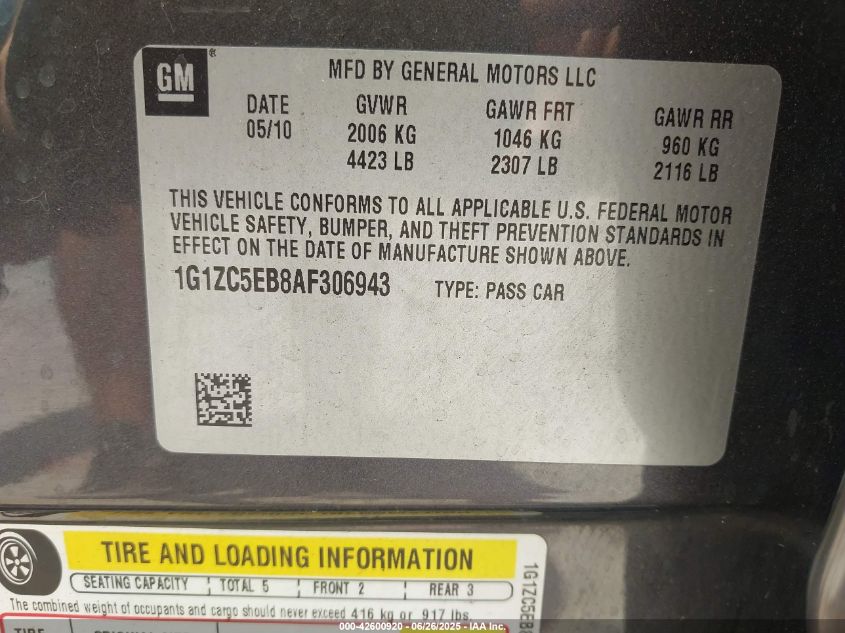 GM
®
MFD BY GENERAL MOTORS LLC
DATE GVWR GAWR FRT GAWR RR
05/10 2006 KG 1046 KG 960 KG
4423 LB 2307 LB 2116 LB
THIS VEHICLE CONFORMS TO ALL APPLICABLE U.S. FEDERAL MOTOR
VEHICLE SAFETY, BUMPER, AND THEFT PREVENTION STANDARDS IN
EFFECT ON THE DATE OF MANUFACTURE SHOWN ABOVE.
1G1ZC5EB8AF306943 TYPE: PASS CAR
TIRE AND LOADING INFORMATION
SEATING CAPACITY TOTAL 5 FRONT 2 REAR 3
The combined weight of occupants and cargo should never exceed 416 kg or 917 lbs.
1G1ZC5EB8
TIRE
000-42600920 - 06/26/2025 - IAA Inc.